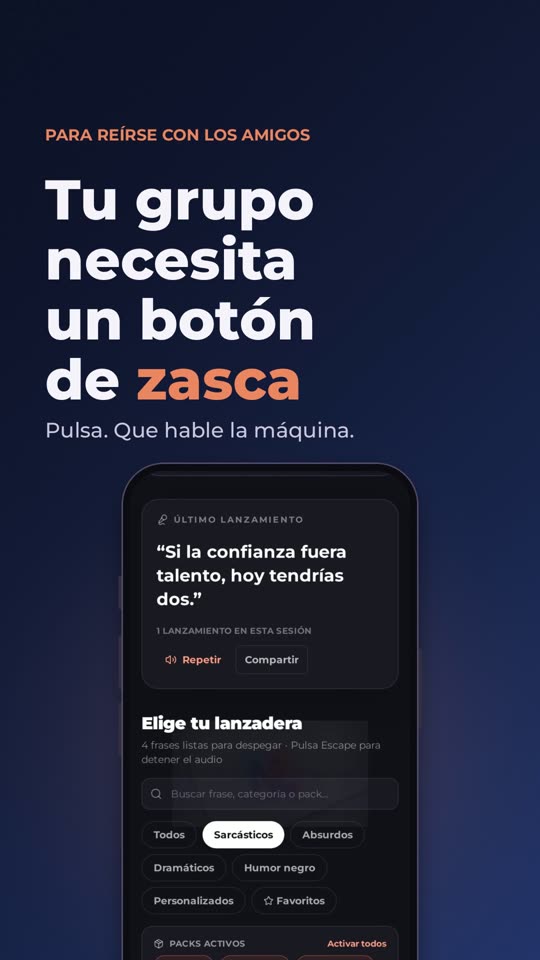 PARA REÍRSE CON LOS AMIGOS
Tu grupo
necesita
un botón
de zasca
Pulsa. Que hable la máquina.
ÚLTIMO LANZAMIENTO
“Si la confianza fuera
talento, hoy tendrías
dos.”
1 LANZAMIENTO EN ESTA SESIÓN
Repetir
Compartir
Elige tu lanzadera
4 frases listas para despegar · Pulsa Escape para
detener el audio
Buscar frase, categoría o pack...
Todos
Sarcásticos
Absurdos
Dramáticos
Humor negro
Personalizados
Favoritos
PACKS ACTIVOS
Activar todos